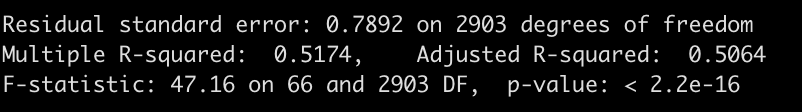 Residual standard error: 0.7892 on 2903 degrees of freedom
Multiple R-squared:  0.5174,    Adjusted R-squared:  0.5064
F-statistic: 47.16 on 66 and 2903 DF,  p-value: < 2.2e-16